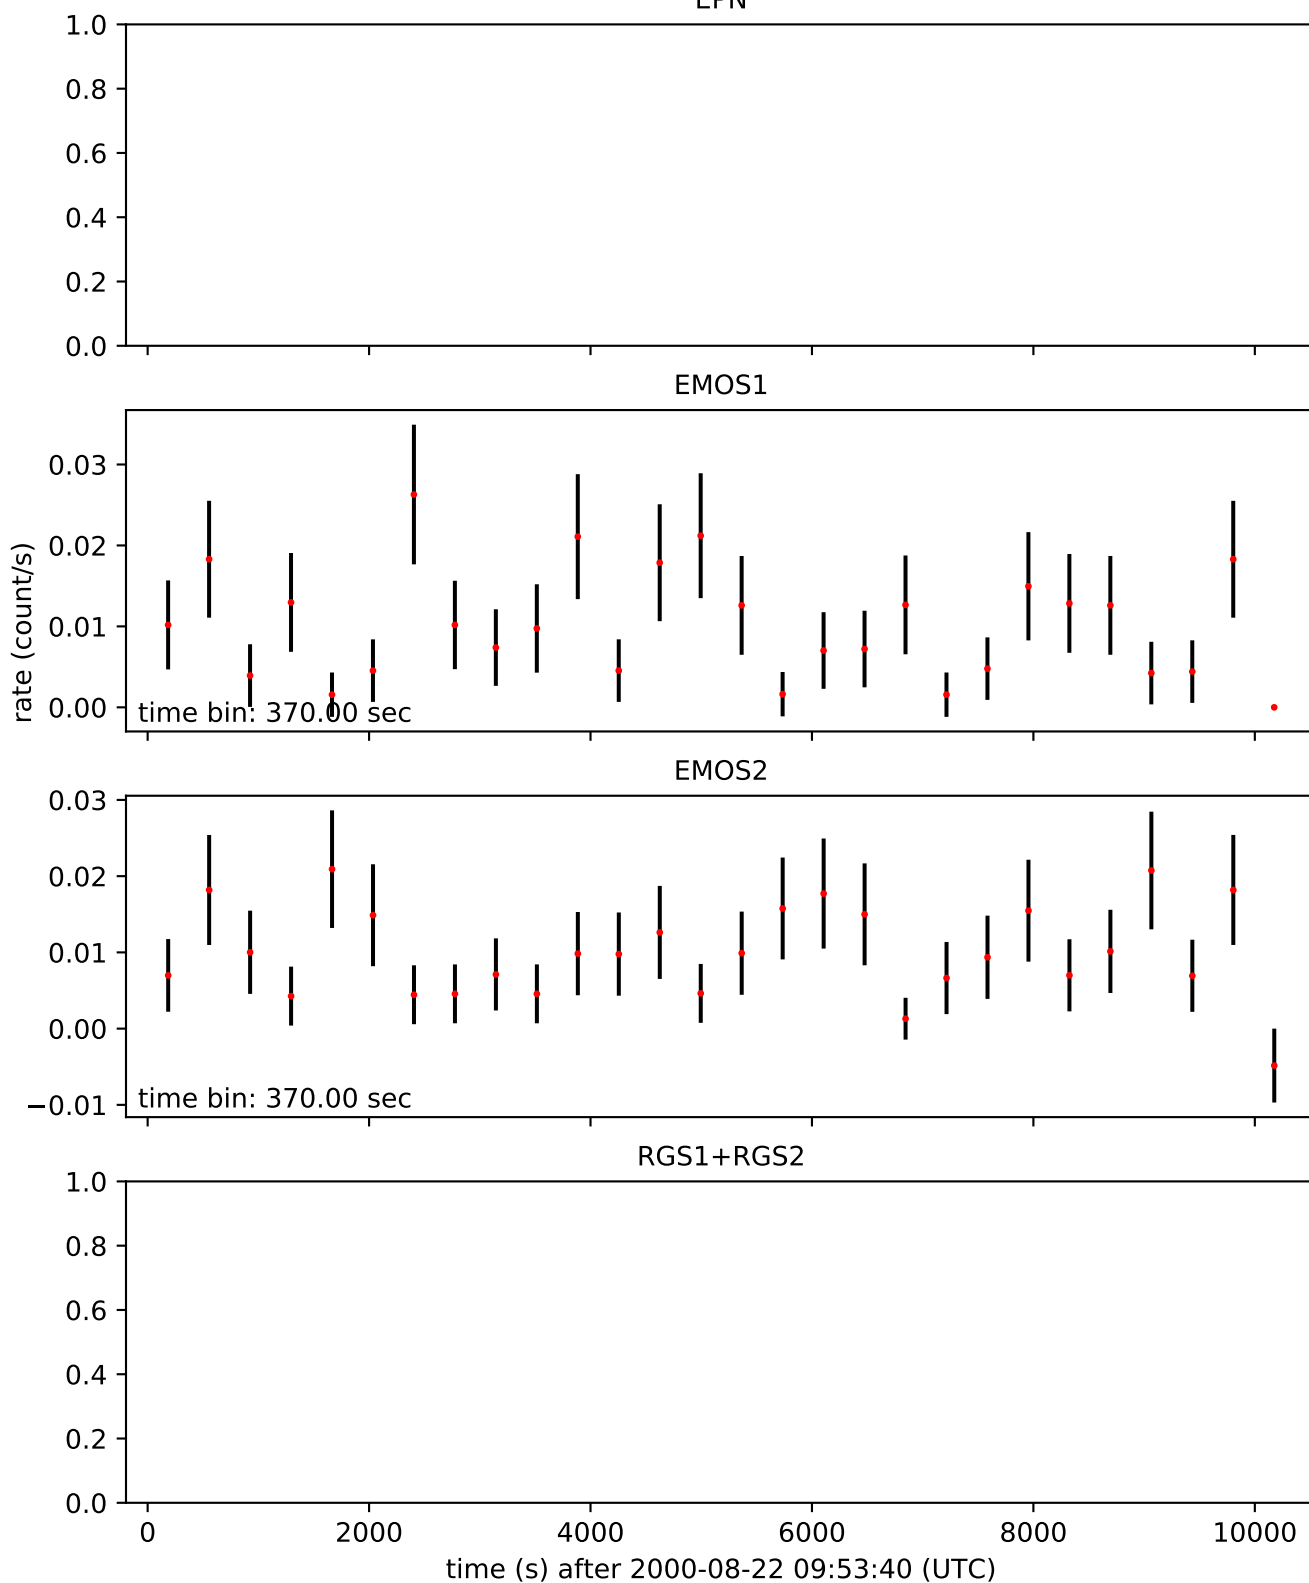 EPN
1.0
0.8
0.6
0.4
0.2
0.0
EMOS1
0.03
0.02
0.01
0.00
rate (count/s)
time bin: 370.00 sec
EMOS2
0.03
0.02
0.01
0.00
−0.01
time bin: 370.00 sec
RGS1+RGS2
1.0
0.8
0.6
0.4
0.2
0.0
0 2000 4000 6000 8000 10000
time (s) after 2000-08-22 09:53:40 (UTC)